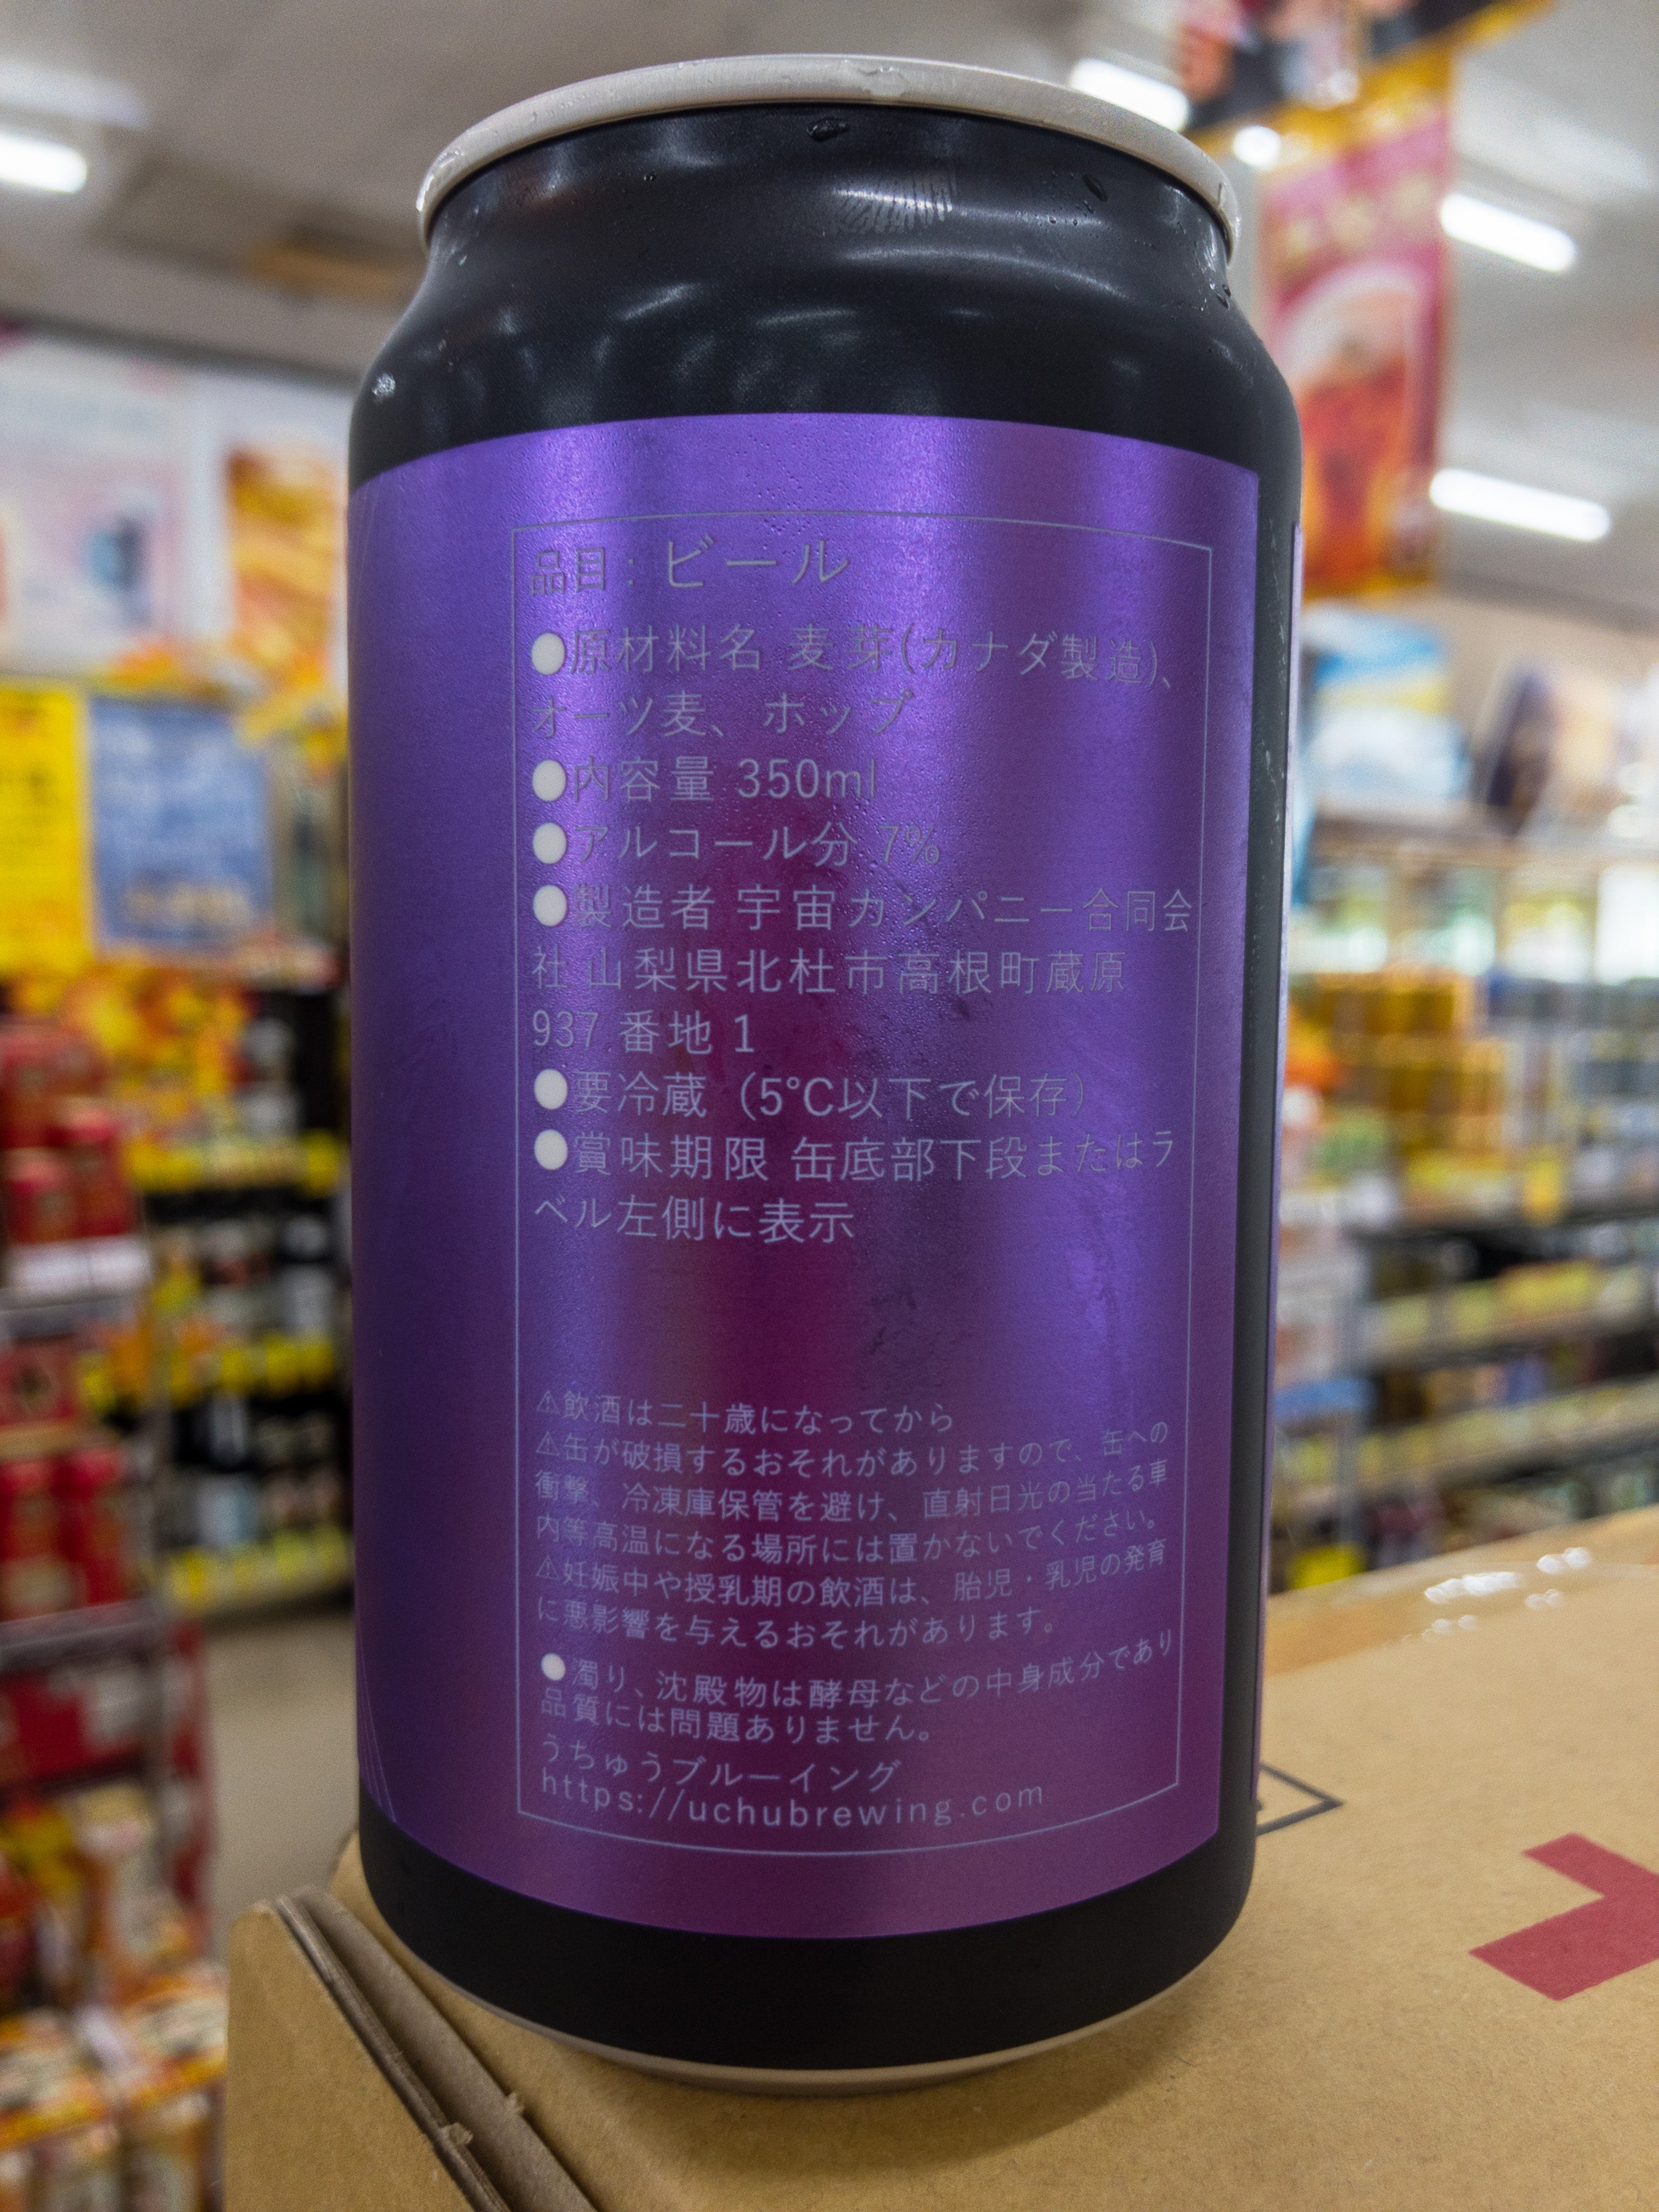 品目：ビール
●原材料名 麦芽(カナダ製造)、
オーツ麦、ホップ
●内容量 350ml
●アルコール分 7%
●製造者 宇宙カンパニー合同会
社 山梨県北杜市高根町蔵原
937 番地 1
●要冷蔵（5℃以下で保存）
●賞味期限 缶底部下段またはラ
ベル左側に表示
⚠飲酒は二十歳になってから
⚠缶が破損するおそれがありますので、缶への
衝撃、冷凍庫保管を避け、直射日光の当たる車
内等高温になる場所には置かないでください。
⚠妊娠中や授乳期の飲酒は、胎児・乳児の発育
に悪影響を与えるおそれがあります。
●濁り、沈殿物は酵母などの中身成分であり
品質には問題ありません。
うちゅうブルーイング
https://uchubrewing.com